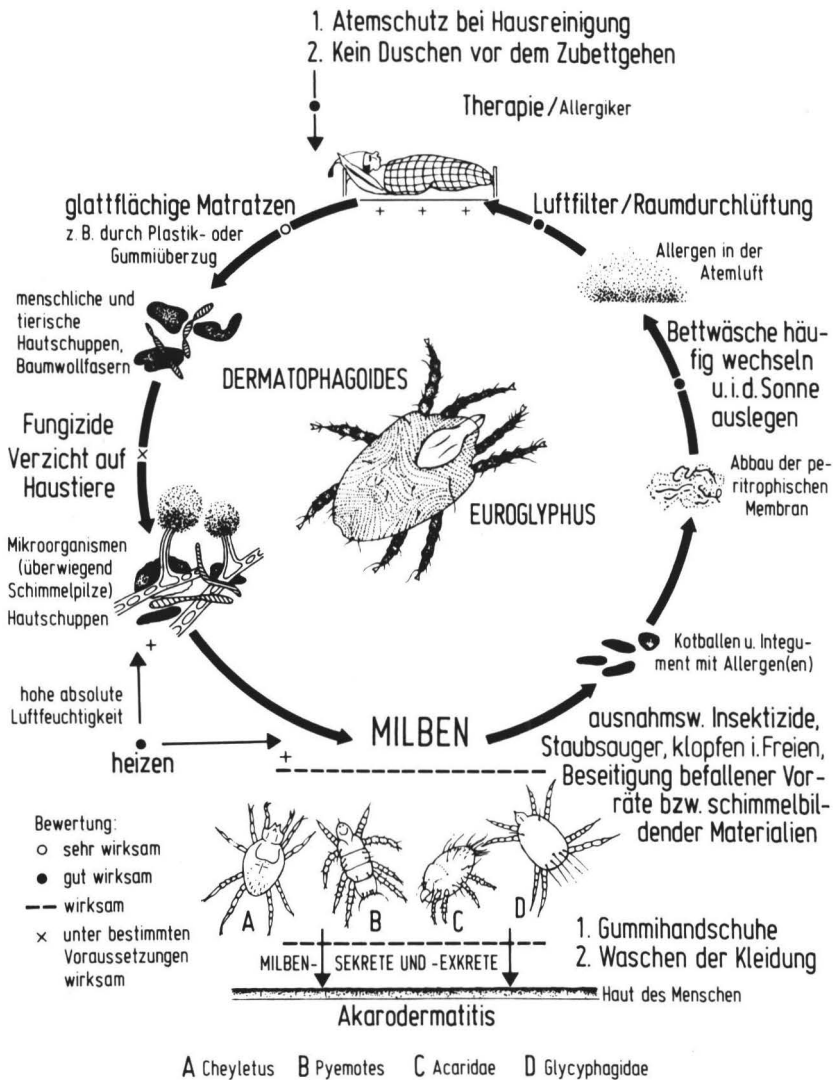 1. Atemschutz bei Hausreinigung
2. Kein Duschen vor dem Zubettgehen
Therapie/Allergiker
glattflächige Matratzen
z. B. durch Plastik- oder
Gummiüberzug
+ + +
Luftfilter/Raumdurchlüftung
Allergen in der
Atemluft
menschliche und
tierische
Hautschuppen,
Baumwollfasern
Bettwäsche häu-
fig wechseln
u.i.d. Sonne
auslegen
DERMATOPHAGOIDES
EUROGLYPHUS
Fungizide
Verzicht auf
Haustiere
x
Abbau der pe-
ritrophischen
Membran
Mikroorganismen
(überwiegend
Schimmelpilze)
Hautschuppen
+
Kotballen u. Integu-
ment mit Allergen(en)
hohe absolute
Luftfeuchtigkeit
heizen
+
MILBEN
ausnahmsw. Insektizide,
Staubsauger, klopfen i. Freien,
Beseitigung befallener Vor-
räte bzw. schimmelbil-
dender Materialien
Bewertung:
o sehr wirksam
● gut wirksam
--- wirksam
x unter bestimmten
Voraussetzungen
wirksam
A B C D
1. Gummihandschuhe
2. Waschen der Kleidung
MILBEN- SEKRETE UND -EXKRETE
Haut des Menschen
Akarodermatitis
A Cheyletus B Pyemotes C Acaridae D Glycyphagidae